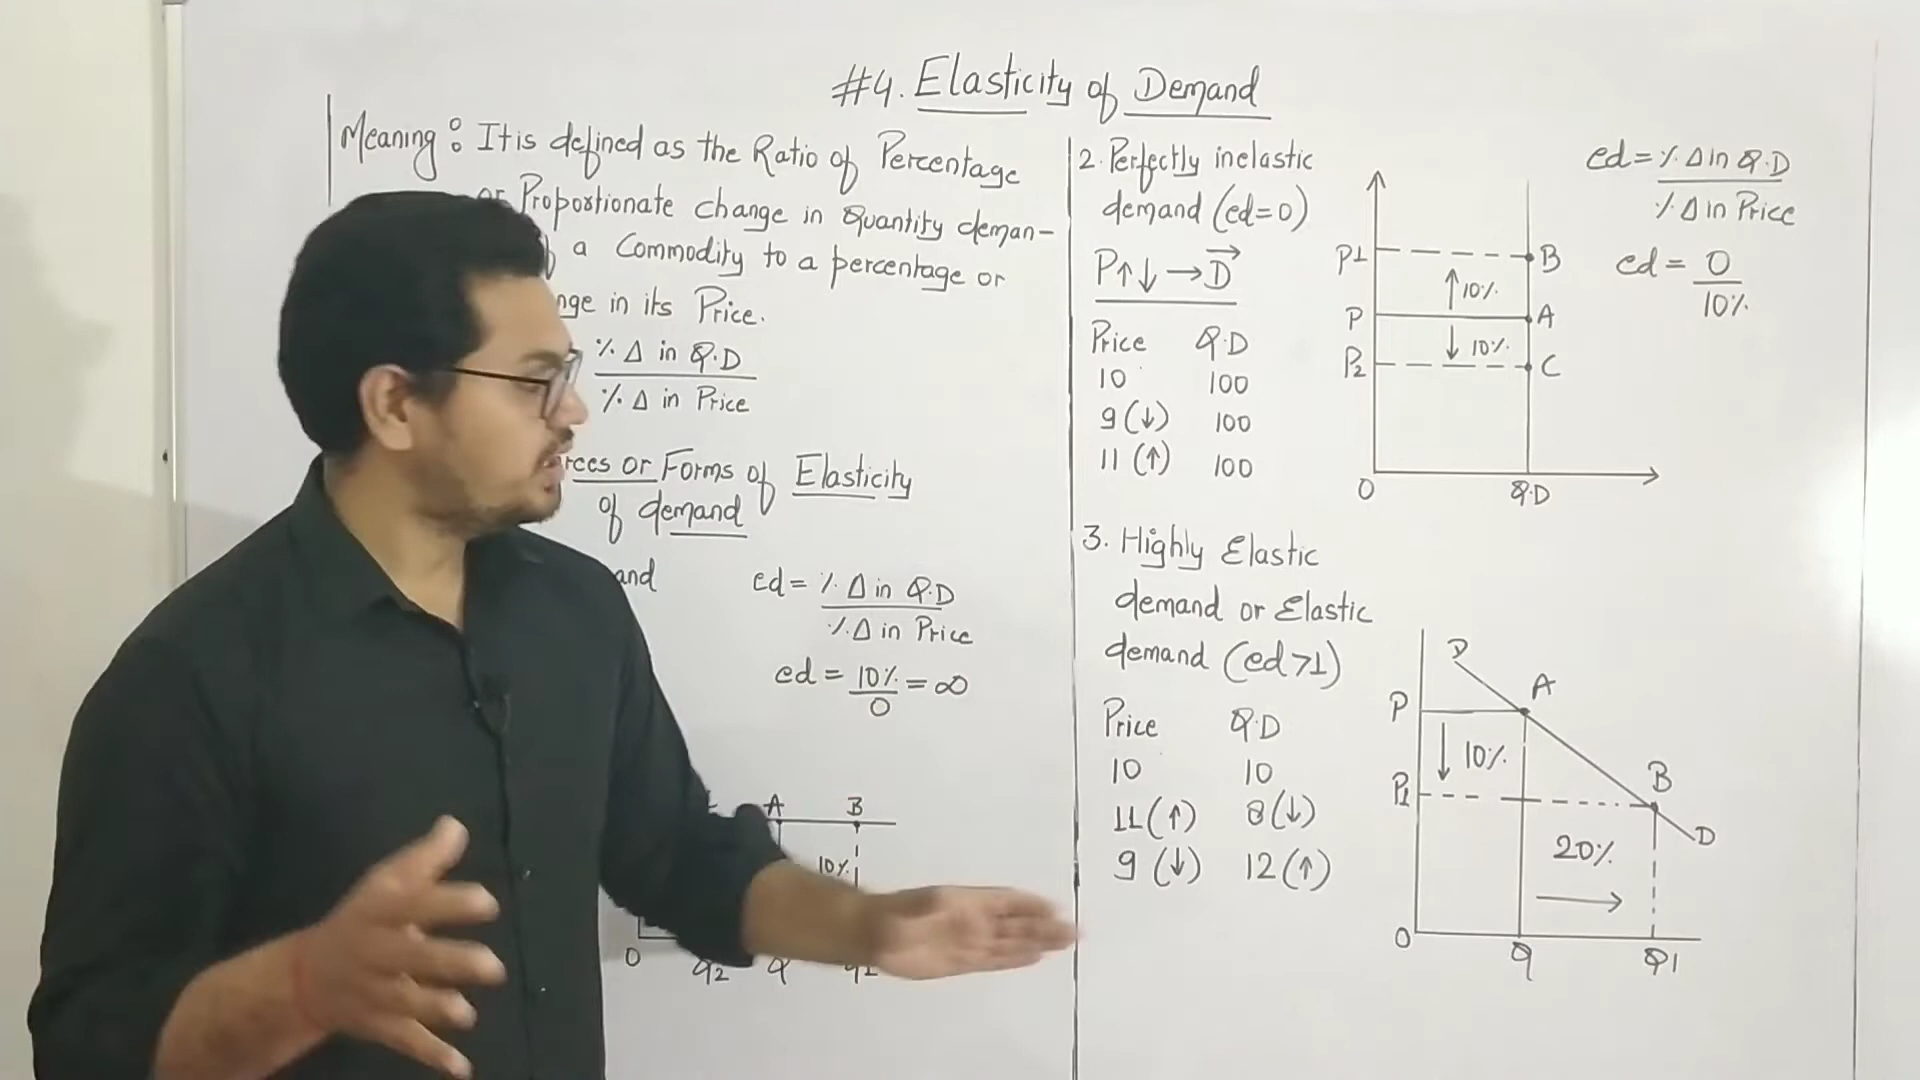 #4. Elasticity of Demand
Meaning: It is defined as the Ratio of Percentage
or Proportionate change in Quantity deman-
a Commodity to a percentage or
in its Price.
% Δ in Q.D
% Δ in Price
or Forms of Elasticity
of demand
ed = % Δ in Q.D
% Δ in Price
ed = 10% = ∞
0
A B
10%
O Q2 Q Q1
2. Perfectly inelastic
demand (ed=0)
P↑↓ → D
Price Q.D
10 100
9 (↓) 100
11 (↑) 100
P1 B
↑10%
P A
↓ 10%
P2 C
O Q.D
ed = % Δ in Q.D
% Δ in Price
ed = 0
10%
3. Highly Elastic
demand or Elastic
demand (ed>1)
Price Q.D
10 10
11 (↑) 8 (↓)
9 (↓) 12 (↑)
D
P A
↓ 10%
P1 B
D
20%
→
O Q Q1